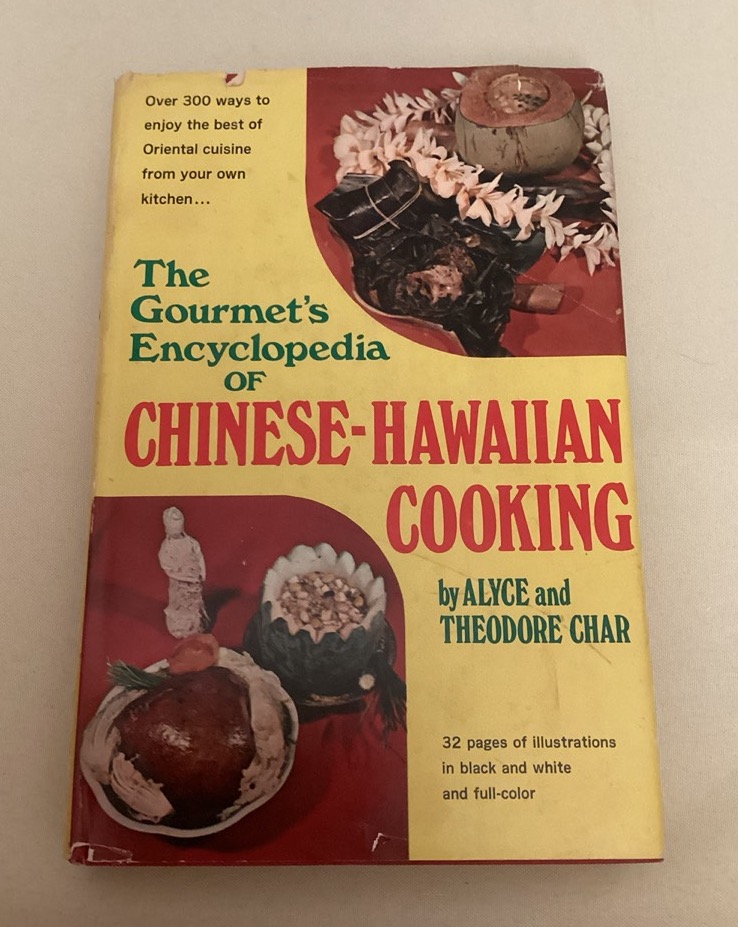 Over 300 ways to
enjoy the best of
Oriental cuisine
from your own
kitchen...
The
Gourmet's
Encyclopedia
OF
CHINESE-HAWAIIAN
COOKING
by ALYCE and
THEODORE CHAR
32 pages of illustrations
in black and white
and full-color